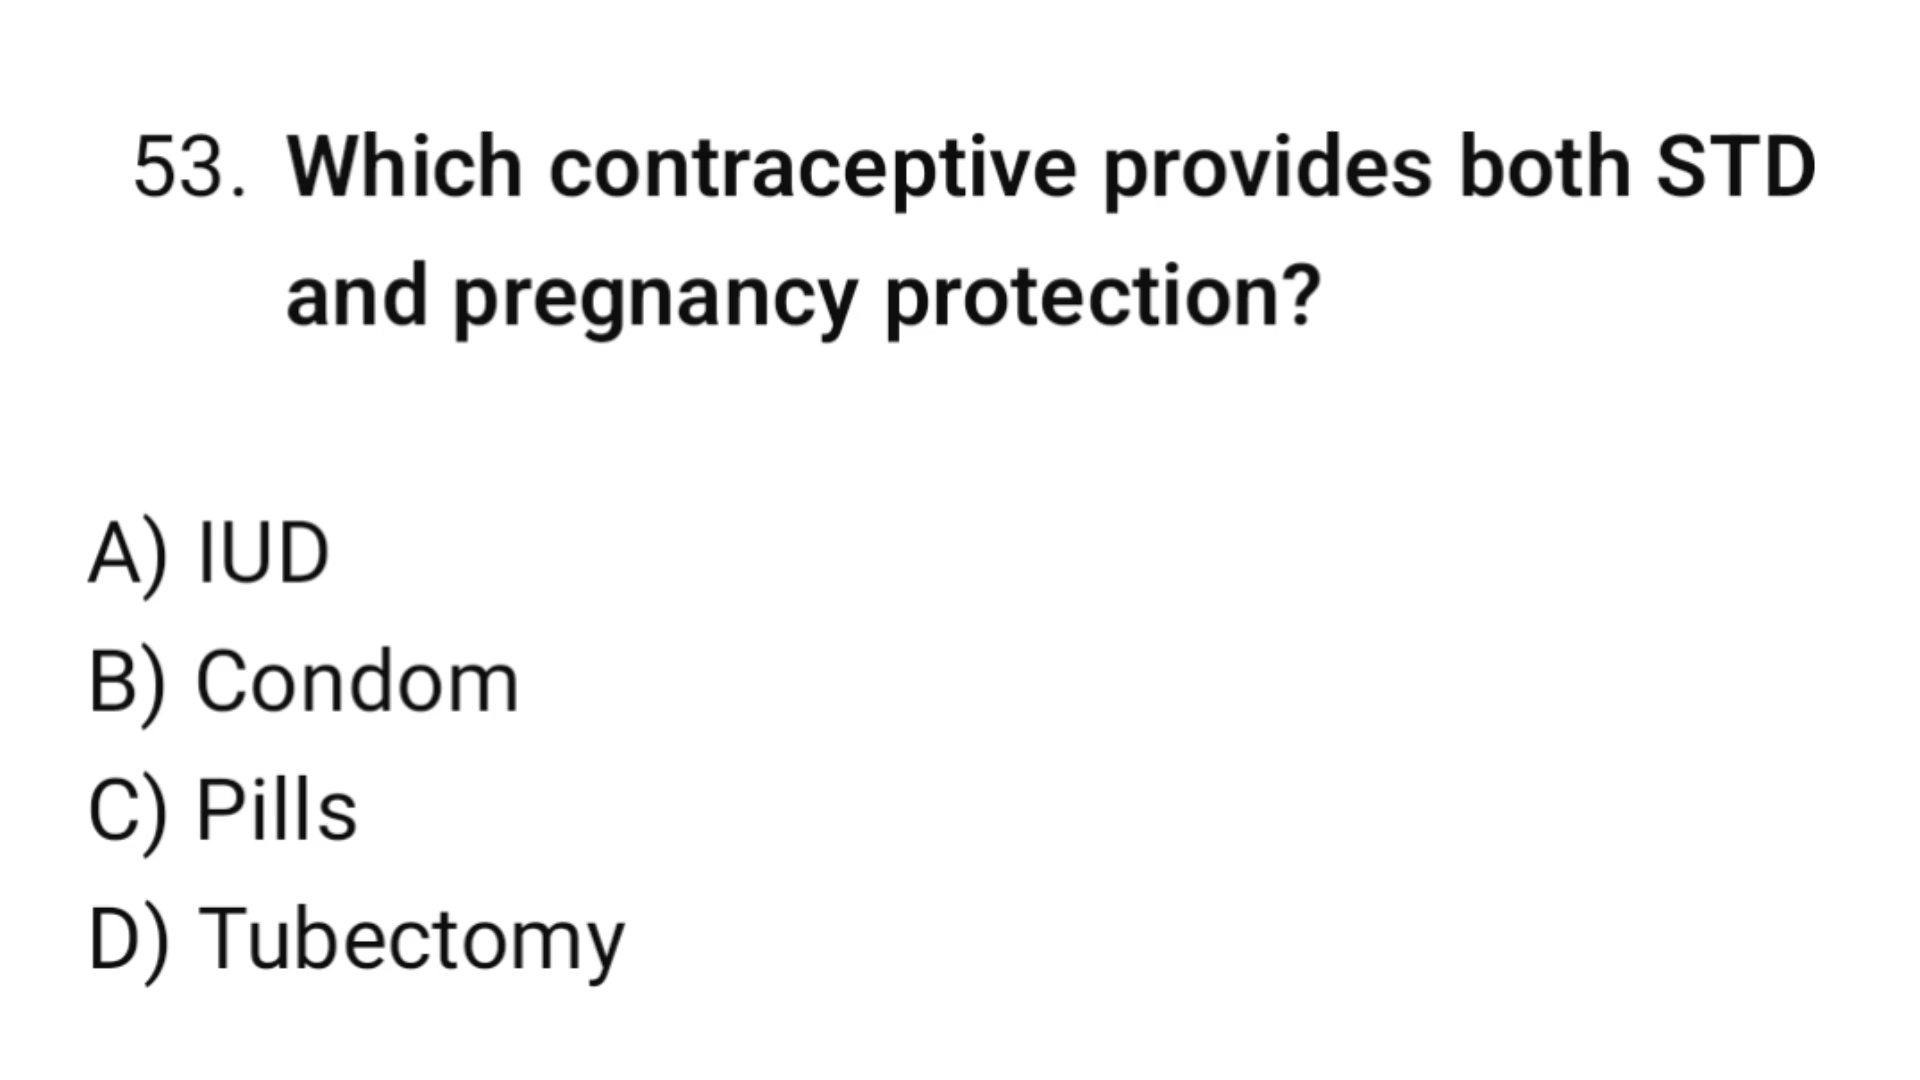 53. Which contraceptive provides both STD
and pregnancy protection?
A) IUD
B) Condom
C) Pills
D) Tubectomy